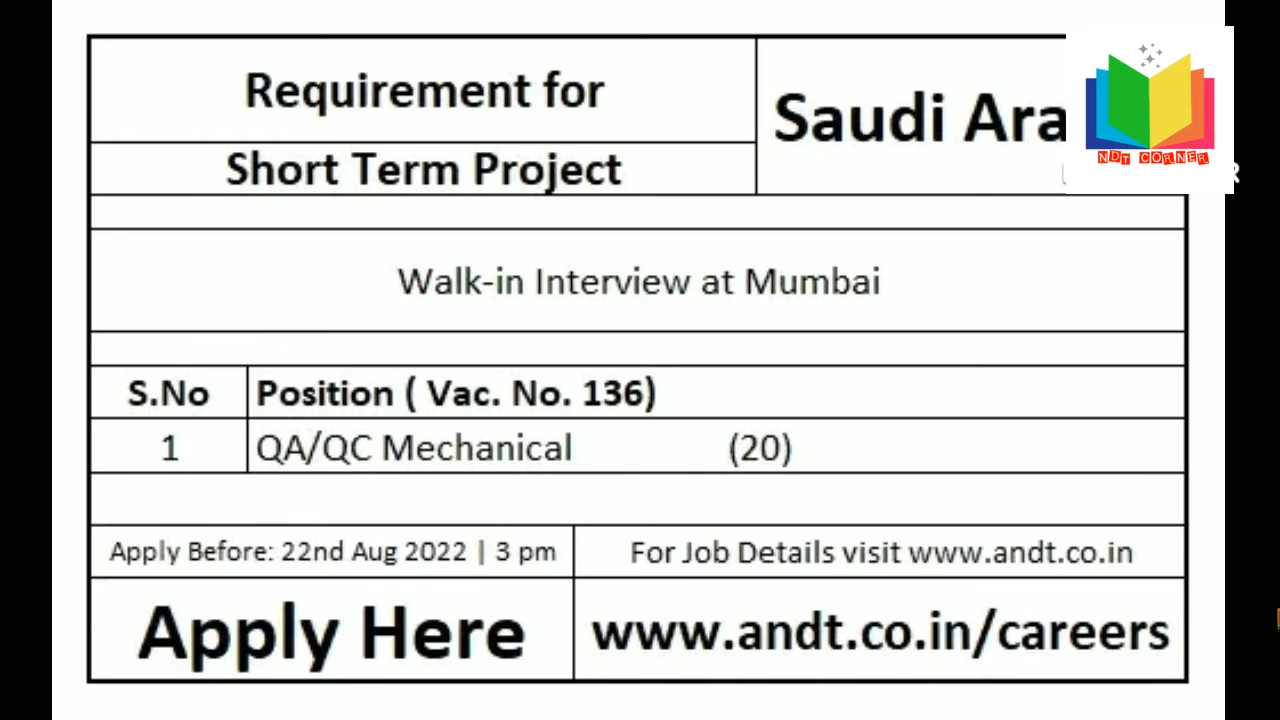 Requirement for
Short Term Project
Saudi
NDT CORNER
Walk-in Interview at Mumbai
S.No Position ( Vac. No. 136)
1 QA/QC Mechanical (20)
Apply Before: 22nd Aug 2022 | 3 pm
For Job Details visit www.andt.co.in
Apply Here
www.andt.co.in/careers